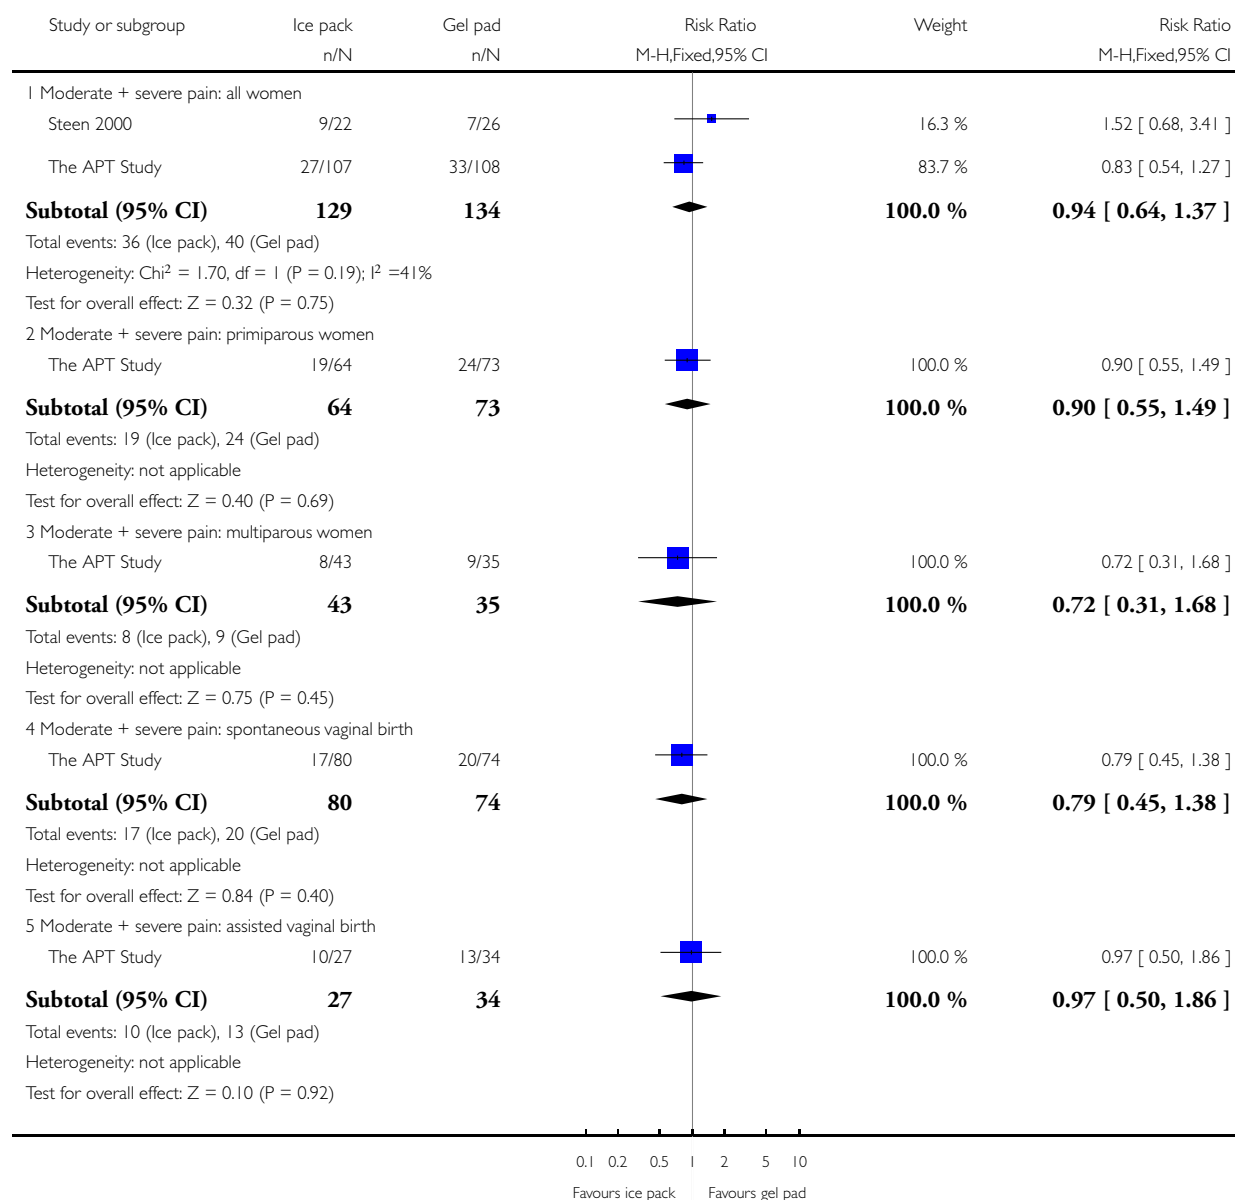 Study or subgroup Ice pack Gel pad Risk Ratio Weight Risk Ratio
n/N n/N M-H,Fixed,95% CI M-H,Fixed,95% CI
1 Moderate + severe pain: all women
Steen 2000 9/22 7/26 16.3 % 1.52 [ 0.68, 3.41 ]
The APT Study 27/107 33/108 83.7 % 0.83 [ 0.54, 1.27 ]
Subtotal (95% CI) 129 134 100.0 % 0.94 [ 0.64, 1.37 ]
Total events: 36 (Ice pack), 40 (Gel pad)
Heterogeneity: Chi² = 1.70, df = 1 (P = 0.19); I² =41%
Test for overall effect: Z = 0.32 (P = 0.75)
2 Moderate + severe pain: primiparous women
The APT Study 19/64 24/73 100.0 % 0.90 [ 0.55, 1.49 ]
Subtotal (95% CI) 64 73 100.0 % 0.90 [ 0.55, 1.49 ]
Total events: 19 (Ice pack), 24 (Gel pad)
Heterogeneity: not applicable
Test for overall effect: Z = 0.40 (P = 0.69)
3 Moderate + severe pain: multiparous women
The APT Study 8/43 9/35 100.0 % 0.72 [ 0.31, 1.68 ]
Subtotal (95% CI) 43 35 100.0 % 0.72 [ 0.31, 1.68 ]
Total events: 8 (Ice pack), 9 (Gel pad)
Heterogeneity: not applicable
Test for overall effect: Z = 0.75 (P = 0.45)
4 Moderate + severe pain: spontaneous vaginal birth
The APT Study 17/80 20/74 100.0 % 0.79 [ 0.45, 1.38 ]
Subtotal (95% CI) 80 74 100.0 % 0.79 [ 0.45, 1.38 ]
Total events: 17 (Ice pack), 20 (Gel pad)
Heterogeneity: not applicable
Test for overall effect: Z = 0.84 (P = 0.40)
5 Moderate + severe pain: assisted vaginal birth
The APT Study 10/27 13/34 100.0 % 0.97 [ 0.50, 1.86 ]
Subtotal (95% CI) 27 34 100.0 % 0.97 [ 0.50, 1.86 ]
Total events: 10 (Ice pack), 13 (Gel pad)
Heterogeneity: not applicable
Test for overall effect: Z = 0.10 (P = 0.92)
0.1 0.2 0.5 1 2 5 10
Favours ice pack Favours gel pad